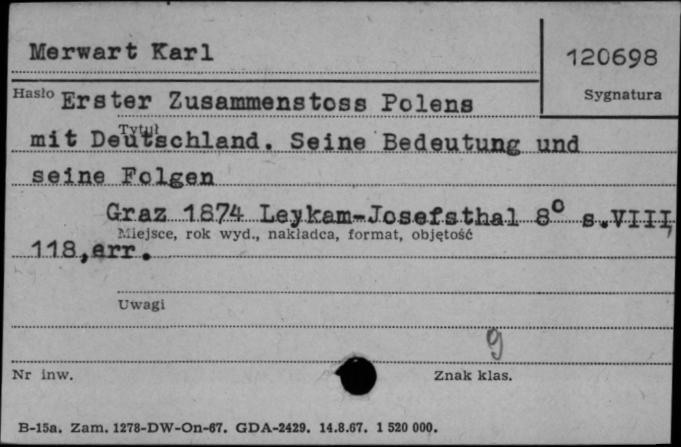 Merwart Karl
120698
Hasło Erster Zusammenstoss Polens
Sygnatura
Tytuł
mit Deutschland. Seine Bedeutung und
seine Folgen
Graz 1874 Leykam-Josefsthal 8° s.VIII,
Miejsce, rok wyd., nakładca, format, objętość
118,err.
Uwagi
9
Nr inw.
Znak klas.
B-15a. Zam. 1278-DW-On-67. GDA-2429. 14.8.67. 1 520 000.